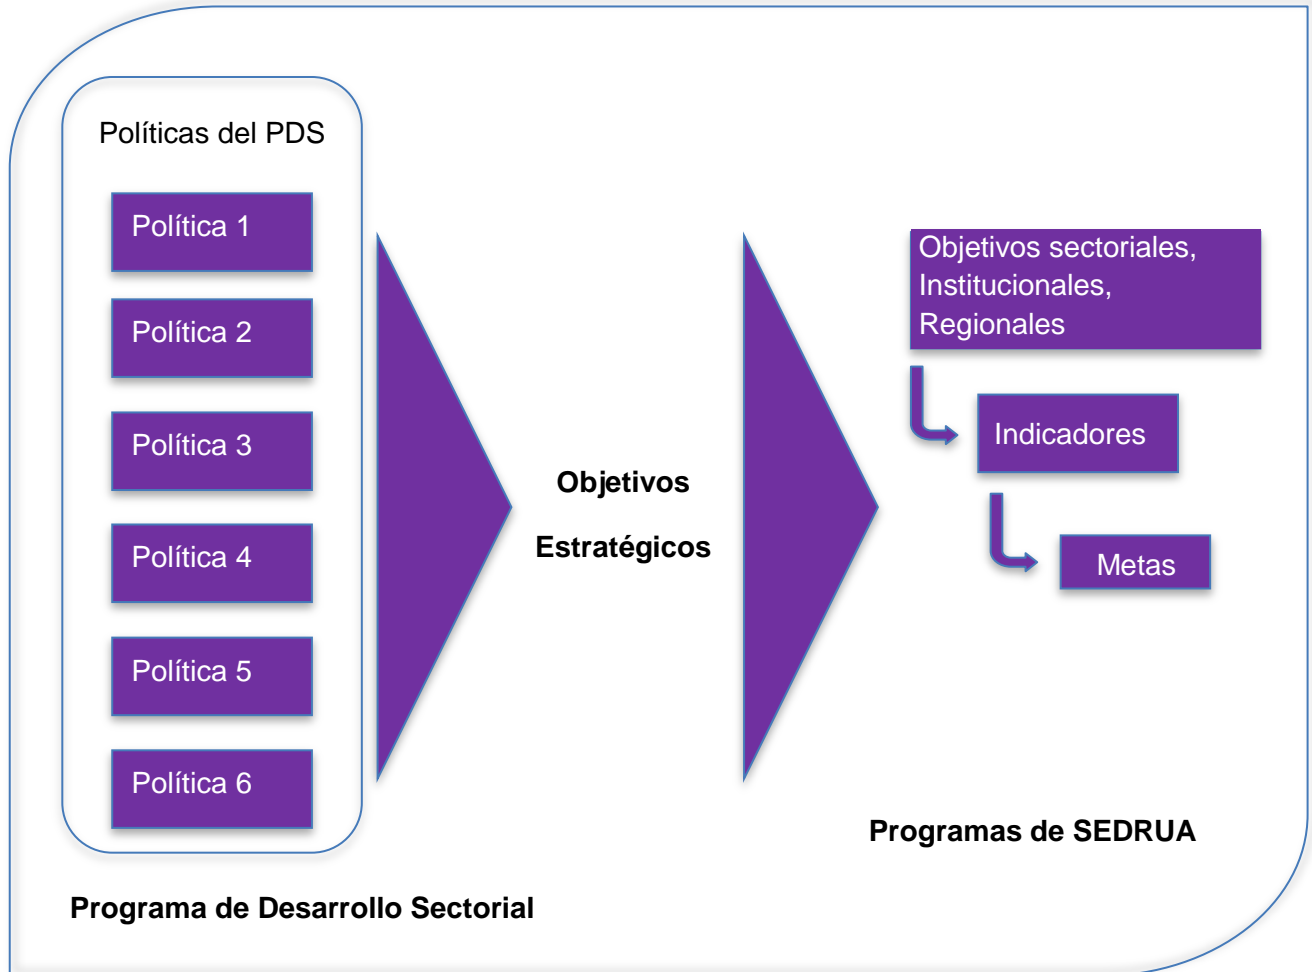 Políticas del PDS
Política 1
Política 2
Política 3
Política 4
Política 5
Política 6
Programa de Desarrollo Sectorial
Objetivos
Estratégicos
Objetivos sectoriales,
Institucionales,
Regionales
Indicadores
Metas
Programas de SEDRUA